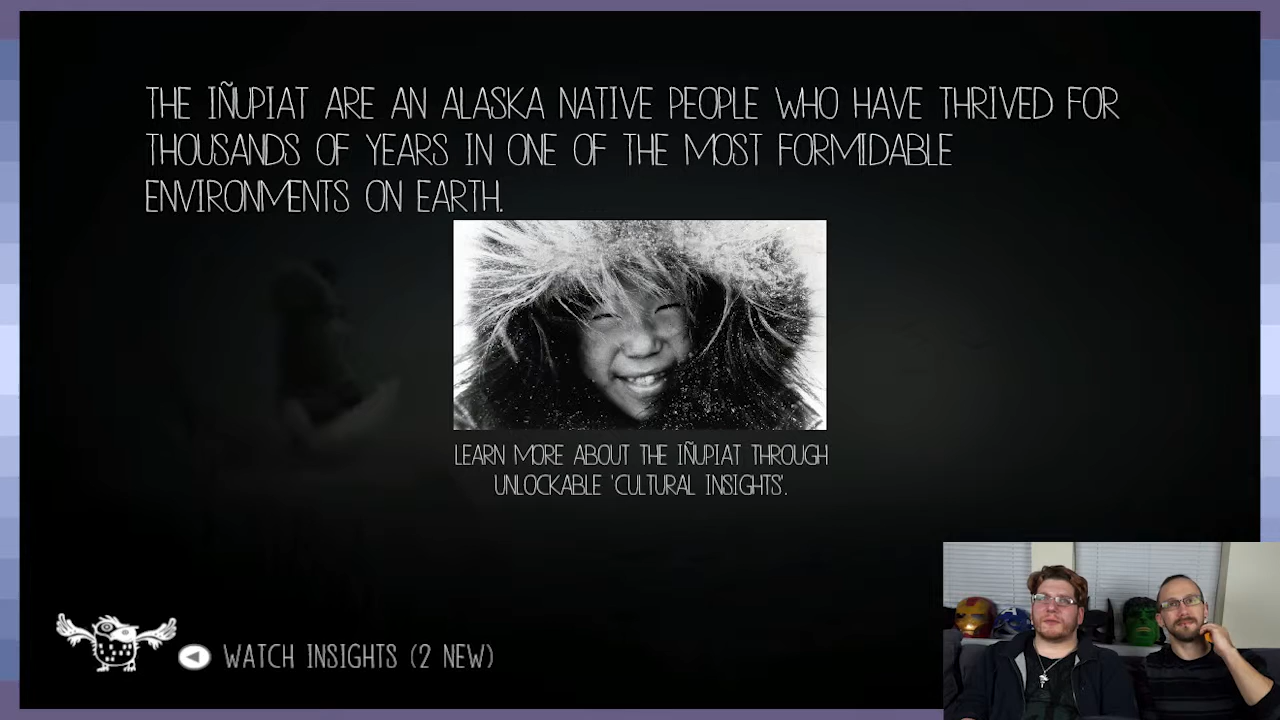 THE IÑUPIAT ARE AN ALASKA NATIVE PEOPLE WHO HAVE THRIVED FOR
THOUSANDS OF YEARS IN ONE OF THE MOST FORMIDABLE
ENVIRONMENTS ON EARTH.
LEARN MORE ABOUT THE IÑUPIAT THROUGH
UNLOCKABLE 'CULTURAL INSIGHTS'.
WATCH INSIGHTS (2 NEW)